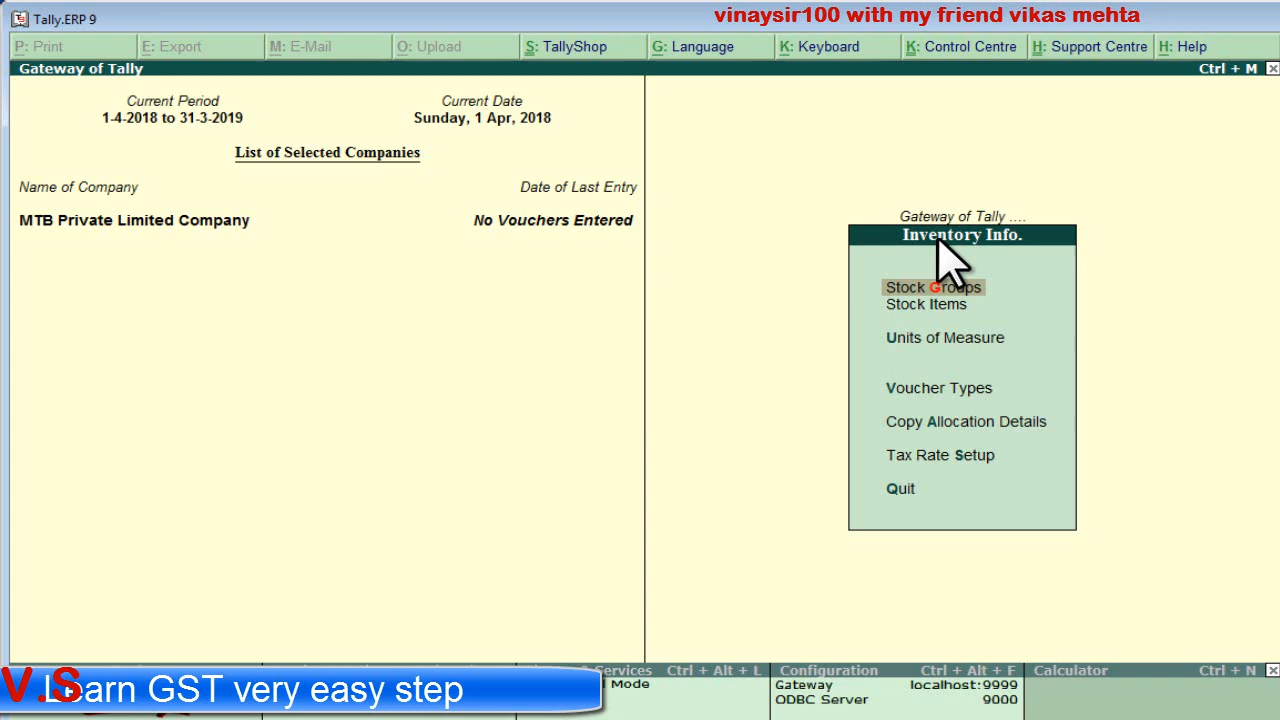 Tally.ERP 9
vinaysir100 with my friend vikas mehta
P: Print E: Export M: E-Mail O: Upload S: TallyShop G: Language K: Keyboard K: Control Centre H: Support Centre H: Help
Gateway of Tally Ctrl + M
Current Period Current Date
1-4-2018 to 31-3-2019 Sunday, 1 Apr, 2018
List of Selected Companies
Name of Company Date of Last Entry
MTB Private Limited Company No Vouchers Entered
Gateway of Tally ....
Inventory Info.
Stock Groups
Stock Items
Units of Measure
Voucher Types
Copy Allocation Details
Tax Rate Setup
Quit
Services Ctrl + Alt + L Configuration Ctrl + Alt + F Calculator Ctrl + N
Mode Gateway localhost:9999
ODBC Server 9000
V.S Learn GST very easy step